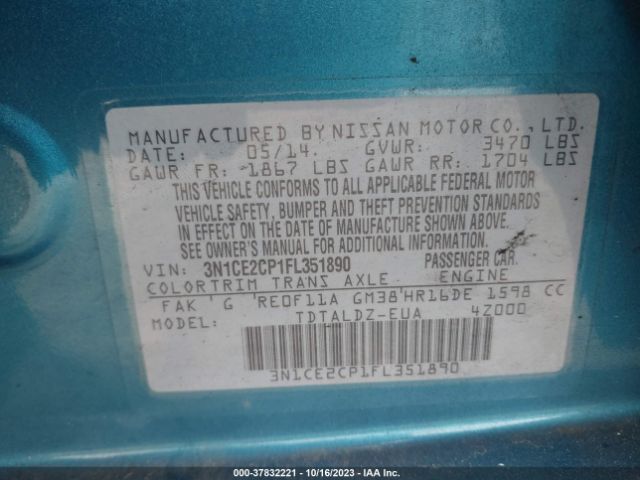 MANUFACTURED BY NISSAN MOTOR CO., LTD.
DATE: 05/14. GVWR: 3470 LBS
GAWR FR: 1867 LBS GAWR RR: 1704 LBS
THIS VEHICLE CONFORMS TO ALL APPLICABLE FEDERAL MOTOR
VEHICLE SAFETY, BUMPER AND THEFT PREVENTION STANDARDS
IN EFFECT ON THE DATE OF MANUFACTURE SHOWN ABOVE.
SEE OWNER'S MANUAL FOR ADDITIONAL INFORMATION.
VIN: 3N1CE2CP1FL351890 PASSENGER CAR.
COLOR TRIM TRANS AXLE ENGINE
FAK G RE0F11A GM38 HR16DE 1598 CC
MODEL: TDTALDZ-EUA 4Z000
3N1CE2CP1FL351890
000-37832221 - 10/16/2023 - IAA Inc.